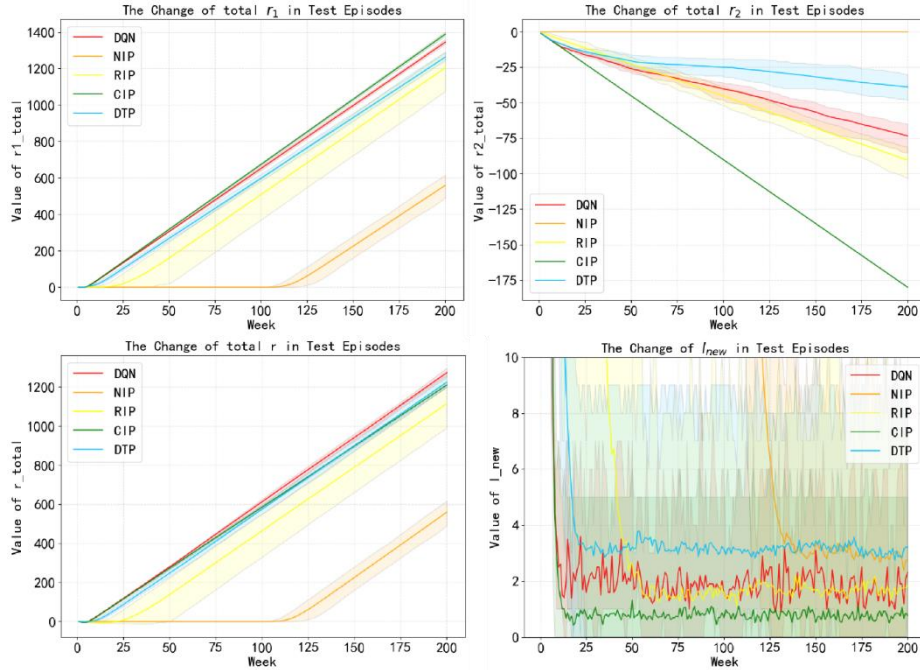 The Change of total r₁ in Test Episodes
Value of r1_total
1400
1200
1000
800
600
400
200
0
DQN
NIP
RIP
CIP
DTP
0 25 50 75 100 125 150 175 200
Week
The Change of total r₂ in Test Episodes
Value of r2_total
0
−25
−50
−75
−100
−125
−150
−175
DQN
NIP
RIP
CIP
DTP
0 25 50 75 100 125 150 175 200
Week
The Change of total r in Test Episodes
Value of r_total
1200
1000
800
600
400
200
0
DQN
NIP
RIP
CIP
DTP
0 25 50 75 100 125 150 175 200
Week
The Change of I_new in Test Episodes
Value of I_new
10
8
6
4
2
0
DQN
NIP
RIP
CIP
DTP
0 25 50 75 100 125 150 175 200
Week